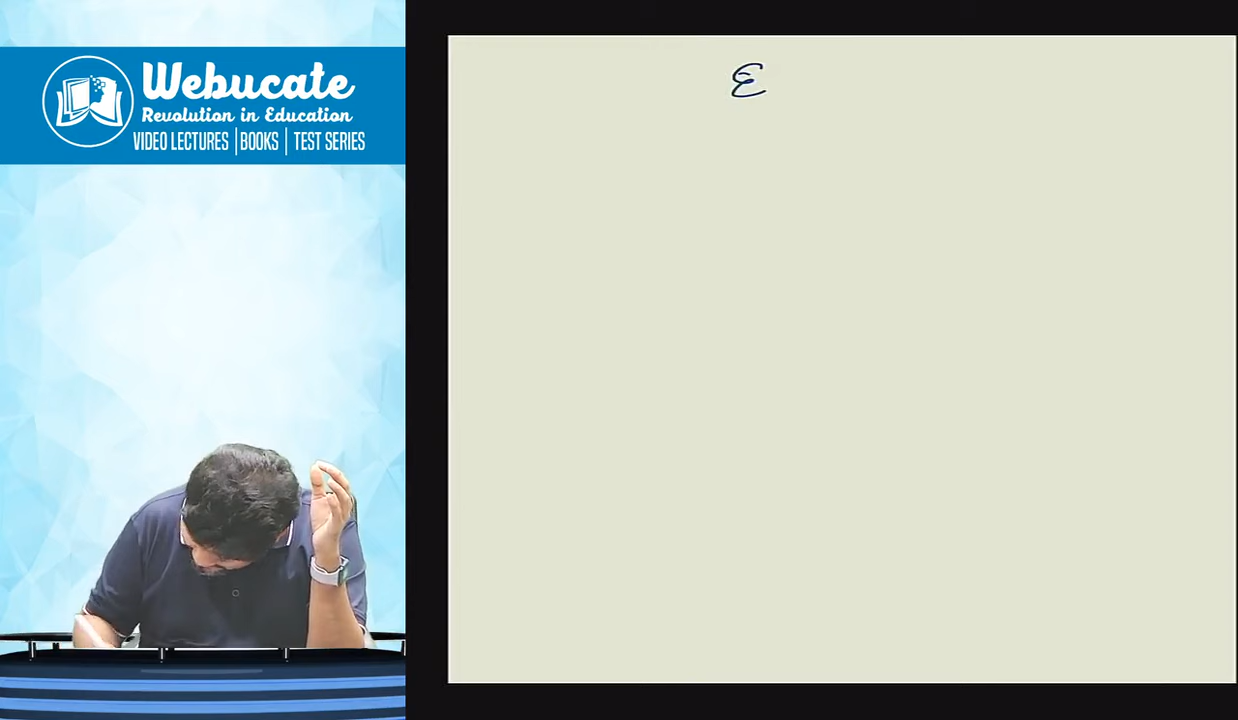 Webucate
Revolution in Education
VIDEO LECTURES | BOOKS | TEST SERIES
E